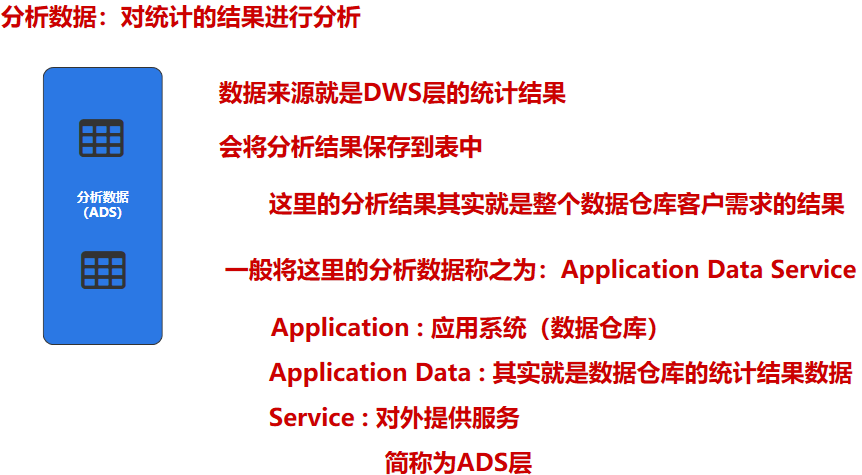 分析数据：对统计的结果进行分析
数据来源就是DWS层的统计结果
会将分析结果保存到表中
分析数据
（ADS）
这里的分析结果其实就是整个数据仓库客户需求的结果
一般将这里的分析数据称之为：Application Data Service
Application : 应用系统（数据仓库）
Application Data : 其实就是数据仓库的统计结果数据
Service : 对外提供服务
简称为ADS层